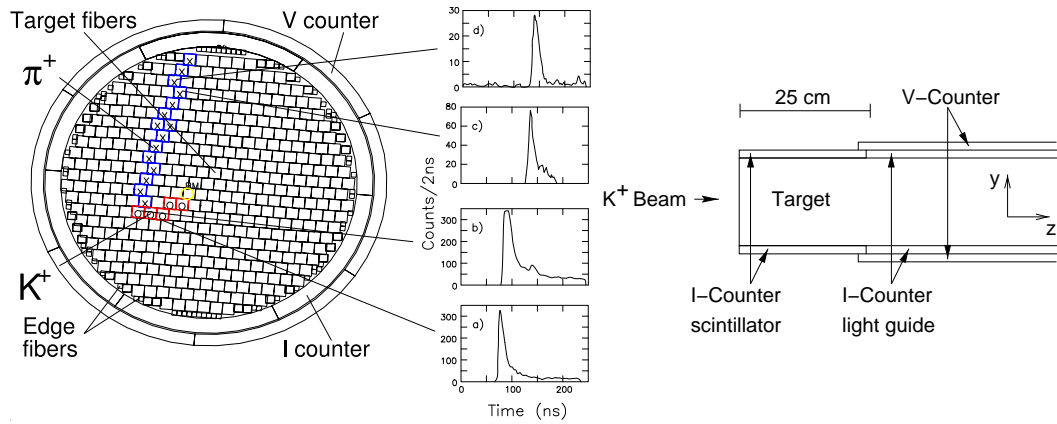 Target fibers
V counter
π+
K+
Edge
fibers
I counter
BM
d)
30
20
10
0
c)
80
60
40
20
0
b)
300
200
100
0
a)
300
200
100
0
0
100
200
Counts/2ns
Time (ns)
25 cm
V−Counter
K+ Beam
Target
y
z
I−Counter
scintillator
I−Counter
light guide